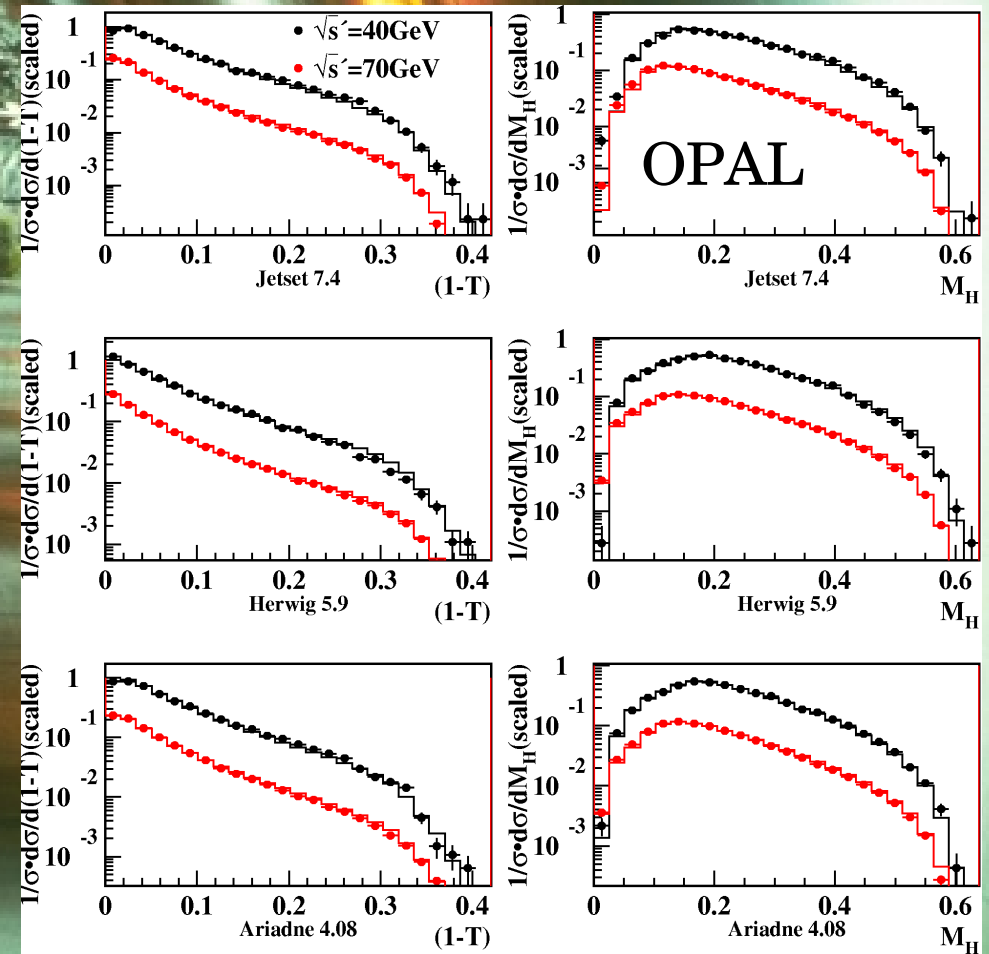 √s´=40GeV
√s´=70GeV
1/σ•dσ/d(1-T)(scaled)
1
10-1
10-2
10-3
0 0.1 0.2 0.3 0.4
Jetset 7.4
(1-T)
OPAL
1/σ•dσ/dMH(scaled)
1
10-1
10-2
10-3
0 0.2 0.4 0.6
Jetset 7.4
MH
1/σ•dσ/d(1-T)(scaled)
1
10-1
10-2
10-3
0 0.1 0.2 0.3 0.4
Herwig 5.9
(1-T)
1/σ•dσ/dMH(scaled)
1
10-1
10-2
10-3
0 0.2 0.4 0.6
Herwig 5.9
MH
1/σ•dσ/d(1-T)(scaled)
1
10-1
10-2
10-3
0 0.1 0.2 0.3 0.4
Ariadne 4.08
(1-T)
1/σ•dσ/dMH(scaled)
1
10-1
10-2
10-3
0 0.2 0.4 0.6
Ariadne 4.08
MH